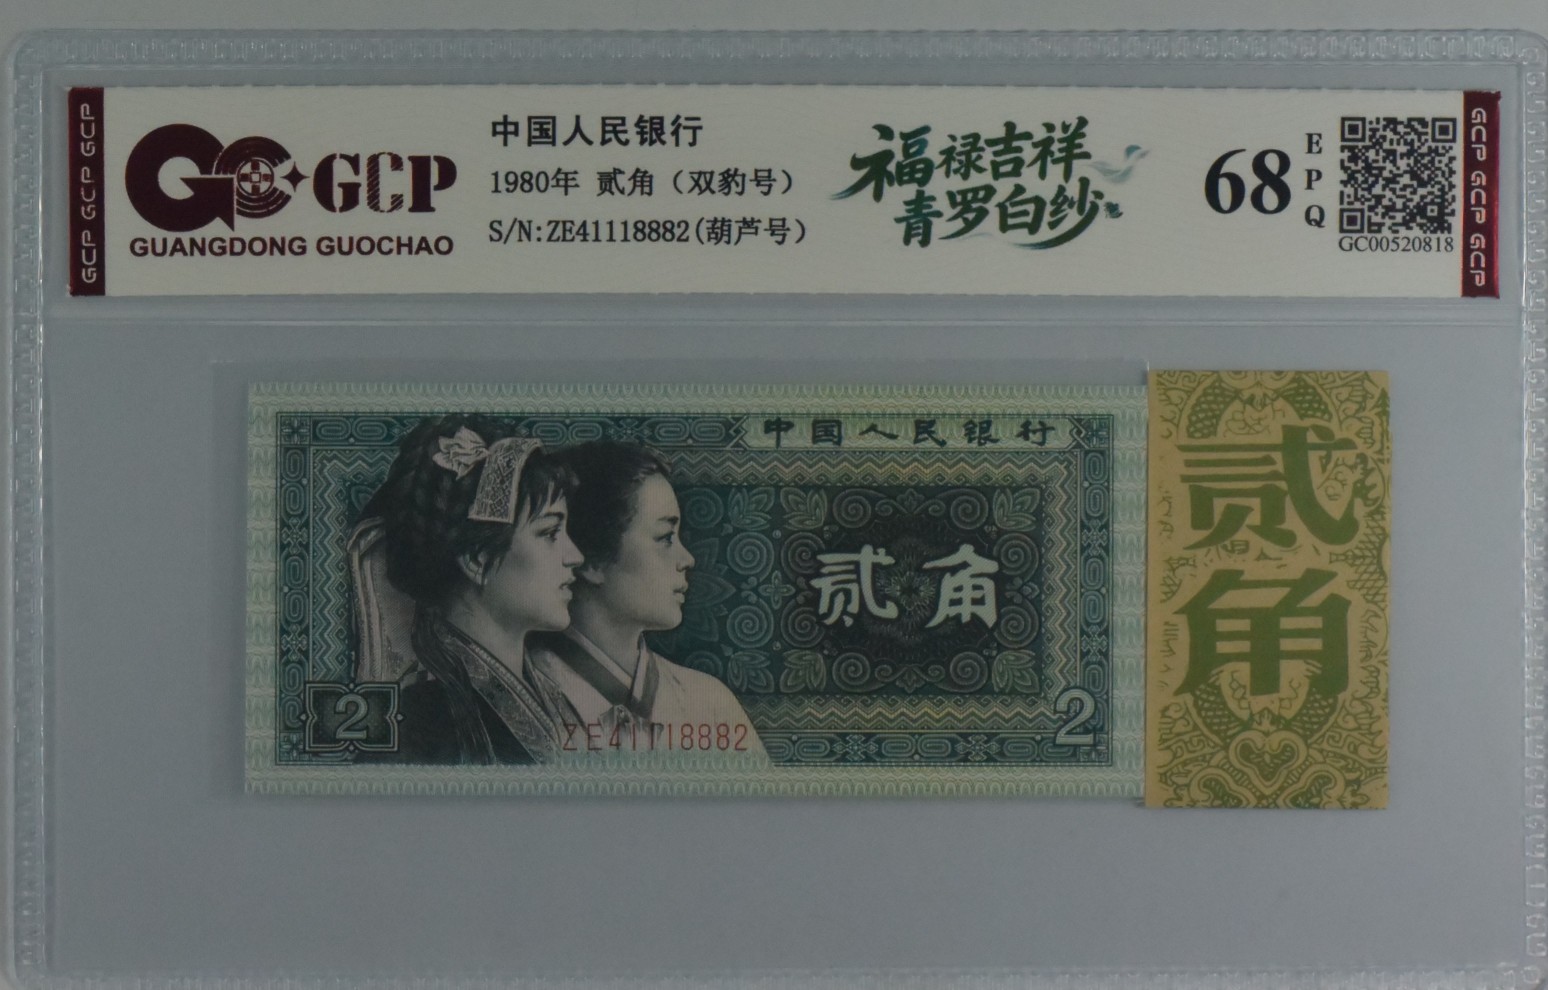 GCP GCP GCP
GCP
GUANGDONG GUOCHAO
中国人民银行
1980年 贰角（双豹号）
S/N:ZE41118882(葫芦号)
福禄吉祥
青罗白纱
68
EPQ
GC00520818
GCP GCP GCP
中国人民银行
贰角
2
ZE41118882
2
贰角